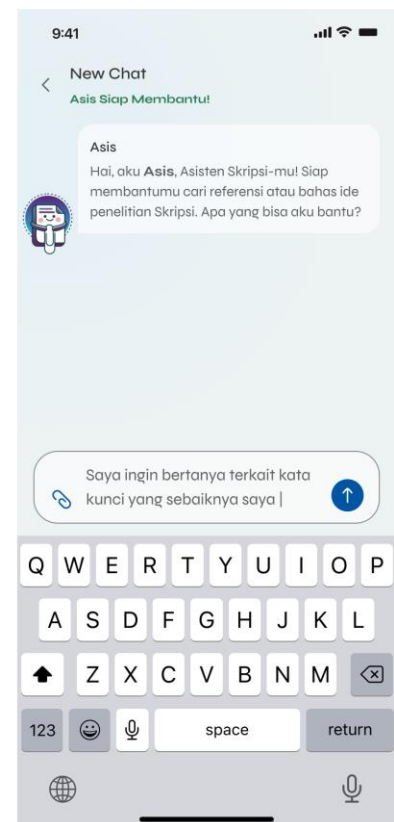 9:41
New Chat
Asis Siap Membantu!
Asis
Hai, aku Asis, Asisten Skripsi-mu! Siap
membantumu cari referensi atau bahas ide
penelitian Skripsi. Apa yang bisa aku bantu?
Saya ingin bertanya terkait kata
kunci yang sebaiknya saya |
Q W E R T Y U I O P
A S D F G H J K L
Z X C V B N M
123 space return